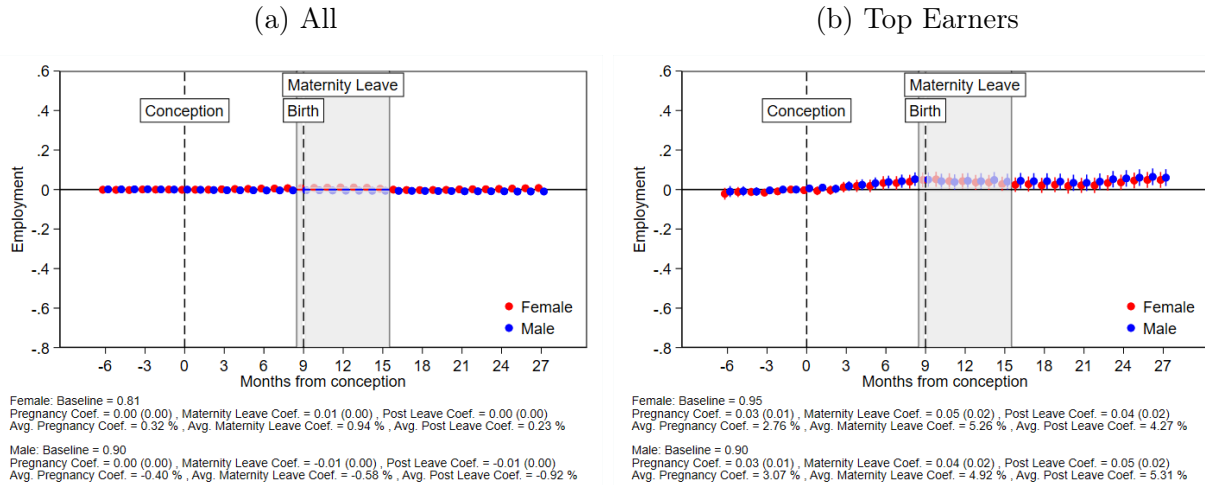 (a) All
.6
.4
.2
0
-.2
-.4
-.6
-.8
Employment
Maternity Leave
Conception
Birth
Female
Male
-6 -3 0 3 6 9 12 15 18 21 24 27
Months from conception
Female: Baseline = 0.81
Pregnancy Coef. = 0.00 (0.00) , Maternity Leave Coef. = 0.01 (0.00) , Post Leave Coef. = 0.00 (0.00)
Avg. Pregnancy Coef. = 0.32 % , Avg. Maternity Leave Coef. = 0.94 % , Avg. Post Leave Coef. = 0.23 %
Male: Baseline = 0.90
Pregnancy Coef. = 0.00 (0.00) , Maternity Leave Coef. = -0.01 (0.00) , Post Leave Coef. = -0.01 (0.00)
Avg. Pregnancy Coef. = -0.40 % , Avg. Maternity Leave Coef. = -0.58 % , Avg. Post Leave Coef. = -0.92 %
(b) Top Earners
.6
.4
.2
0
-.2
-.4
-.6
-.8
Employment
Maternity Leave
Conception
Birth
Female
Male
-6 -3 0 3 6 9 12 15 18 21 24 27
Months from conception
Female: Baseline = 0.95
Pregnancy Coef. = 0.03 (0.01) , Maternity Leave Coef. = 0.05 (0.02) , Post Leave Coef. = 0.04 (0.02)
Avg. Pregnancy Coef. = 2.76 % , Avg. Maternity Leave Coef. = 5.26 % , Avg. Post Leave Coef. = 4.27 %
Male: Baseline = 0.90
Pregnancy Coef. = 0.03 (0.01) , Maternity Leave Coef. = 0.04 (0.02) , Post Leave Coef. = 0.05 (0.02)
Avg. Pregnancy Coef. = 3.07 % , Avg. Maternity Leave Coef. = 4.92 % , Avg. Post Leave Coef. = 5.31 %